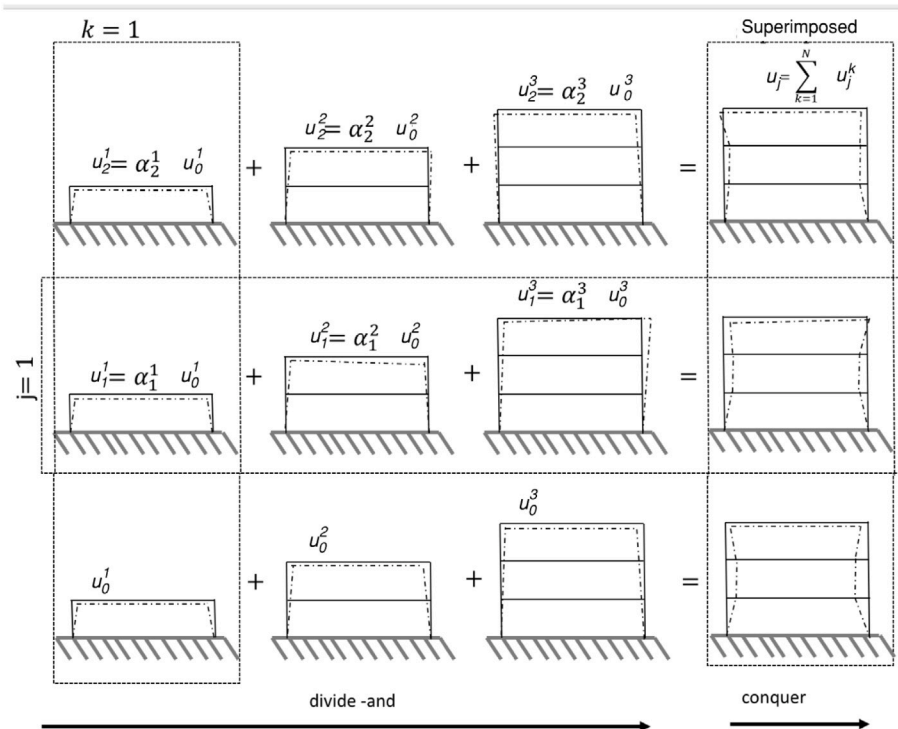 k = 1
Superimposed
u_j= \sum_{k=1}^{N} u_j^k
u_2^1= α_2^1 u_0^1
+
u_2^2= α_2^2 u_0^2
+
u_2^3= α_2^3 u_0^3
=
j= 1
u_1^1= α_1^1 u_0^1
+
u_1^2= α_1^2 u_0^2
+
u_1^3= α_1^3 u_0^3
=
u_0^1
+
u_0^2
+
u_0^3
=
divide -and
conquer